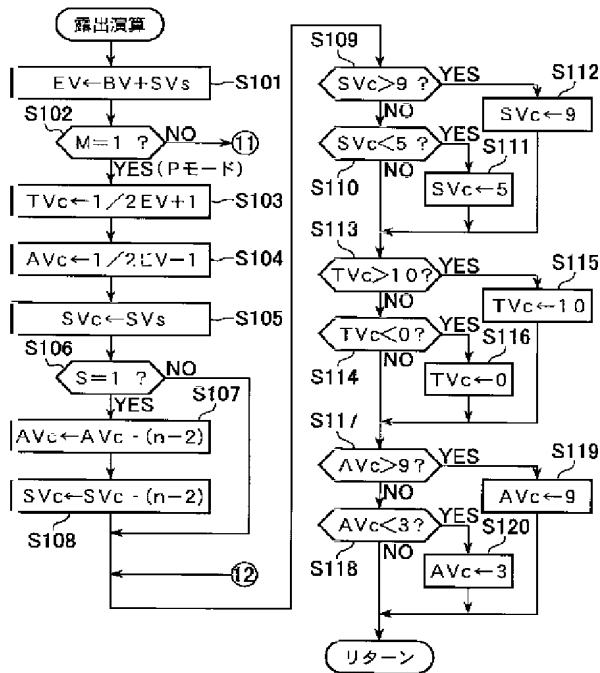 露出演算
EV←BV+SVs
S101
S102
M=1 ?
NO
⑪
YES(Pモード)
TVc←1/2EV+1
S103
AVc←1/2EV-1
S104
SVc←SVs
S105
S106
S=1 ?
NO
YES
S107
AVc←AVc-(n-2)
SVc←SVc-(n-2)
S108
⑫
S109
SVc>9 ?
YES
S112
SVc←9
NO
SVc<5 ?
YES
S111
S110
NO
SVc←5
S113
TVc>10?
YES
S115
TVc←10
NO
TVc<0?
YES
S116
S114
NO
TVc←0
S117
AVc>9?
YES
S119
AVc←9
NO
AVc<3?
YES
S120
S118
NO
AVc←3
リターン